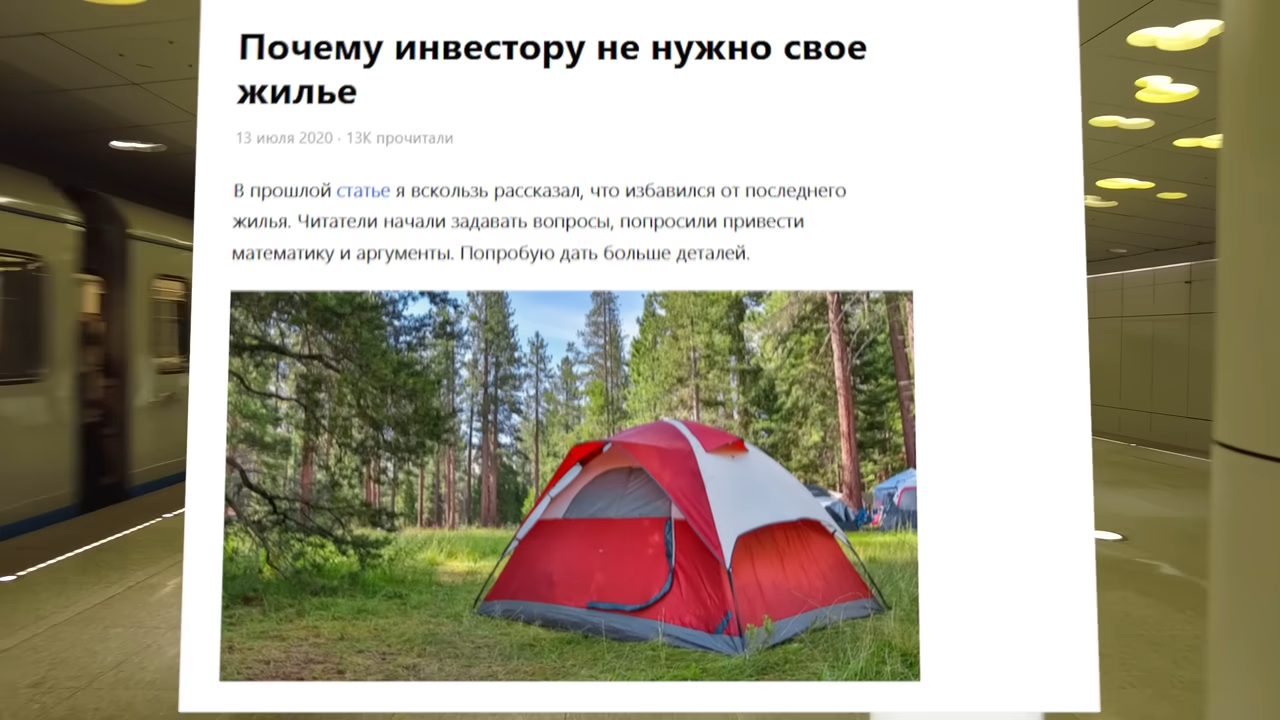 Почему инвестору не нужно свое
жилье
13 июля 2020 · 13K прочитали
В прошлой статье я вскользь рассказал, что избавился от последнего
жилья. Читатели начали задавать вопросы, попросили привести
математику и аргументы. Попробую дать больше деталей.